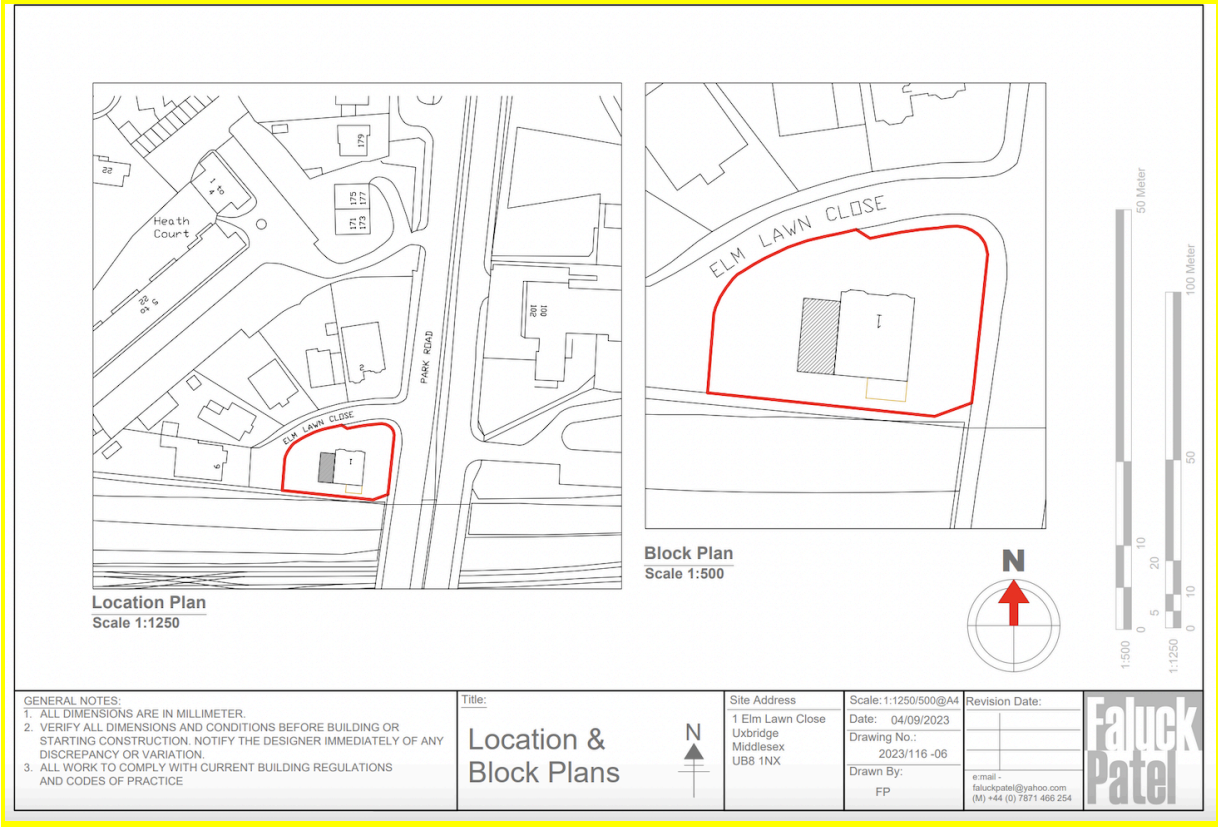 179
22
1 to
4
175
177
171
173
Heath
Court
5 to
22
100
102
PARK ROAD
2
ELM LAWN CLOSE
9
1
Location Plan
Scale 1:1250
ELM LAWN CLOSE
1
Block Plan
Scale 1:500
N
50 Meter
10
0
1:500
100 Meter
50
20
10
5
0
1:1250
GENERAL NOTES:
1. ALL DIMENSIONS ARE IN MILLIMETER.
2. VERIFY ALL DIMENSIONS AND CONDITIONS BEFORE BUILDING OR
STARTING CONSTRUCTION. NOTIFY THE DESIGNER IMMEDIATELY OF ANY
DISCREPANCY OR VARIATION.
3. ALL WORK TO COMPLY WITH CURRENT BUILDING REGULATIONS
AND CODES OF PRACTICE
Title:
Location &
Block Plans
N
Site Address
1 Elm Lawn Close
Uxbridge
Middlesex
UB8 1NX
Scale: 1:1250/500@A4
Date: 04/09/2023
Drawing No.:
2023/116 -06
Drawn By:
FP
Revision Date:
e:mail -
faluckpatel@yahoo.com
(M) +44 (0) 7871 466 254
Faluck
Patel